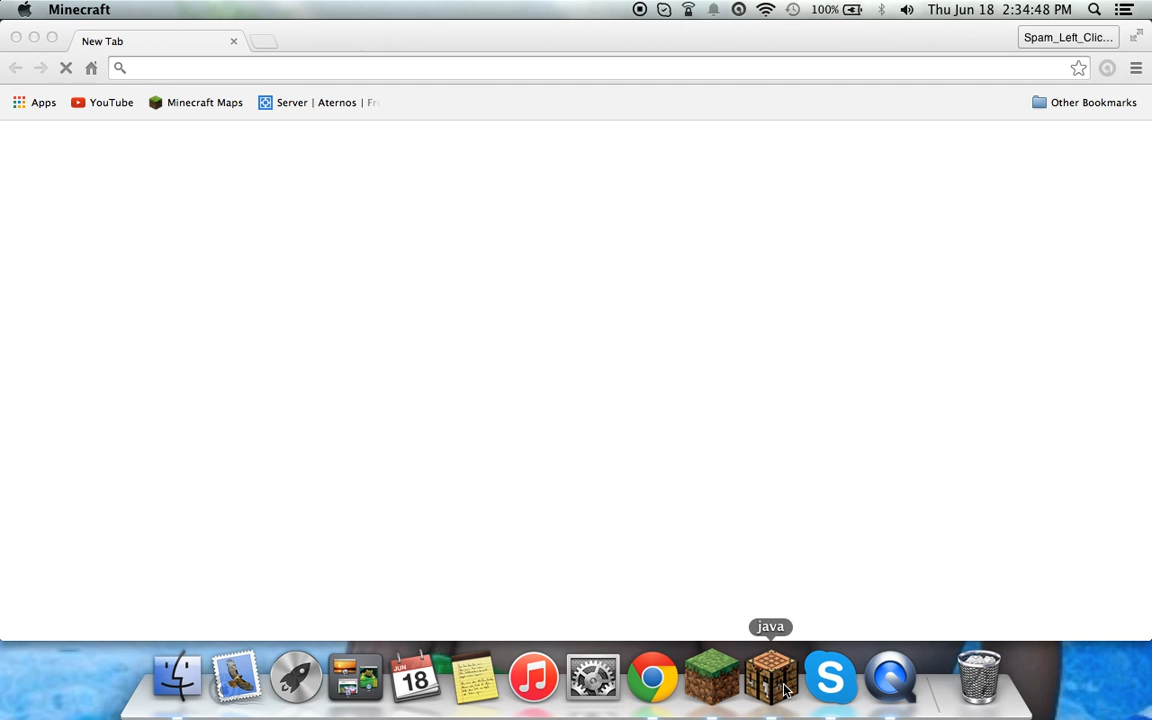 Minecraft 100% Thu Jun 18 2:34:48 PM
New Tab Spam_Left_Clic...
Apps YouTube Minecraft Maps Server | Aternos | Fr Other Bookmarks
java
JUN
18